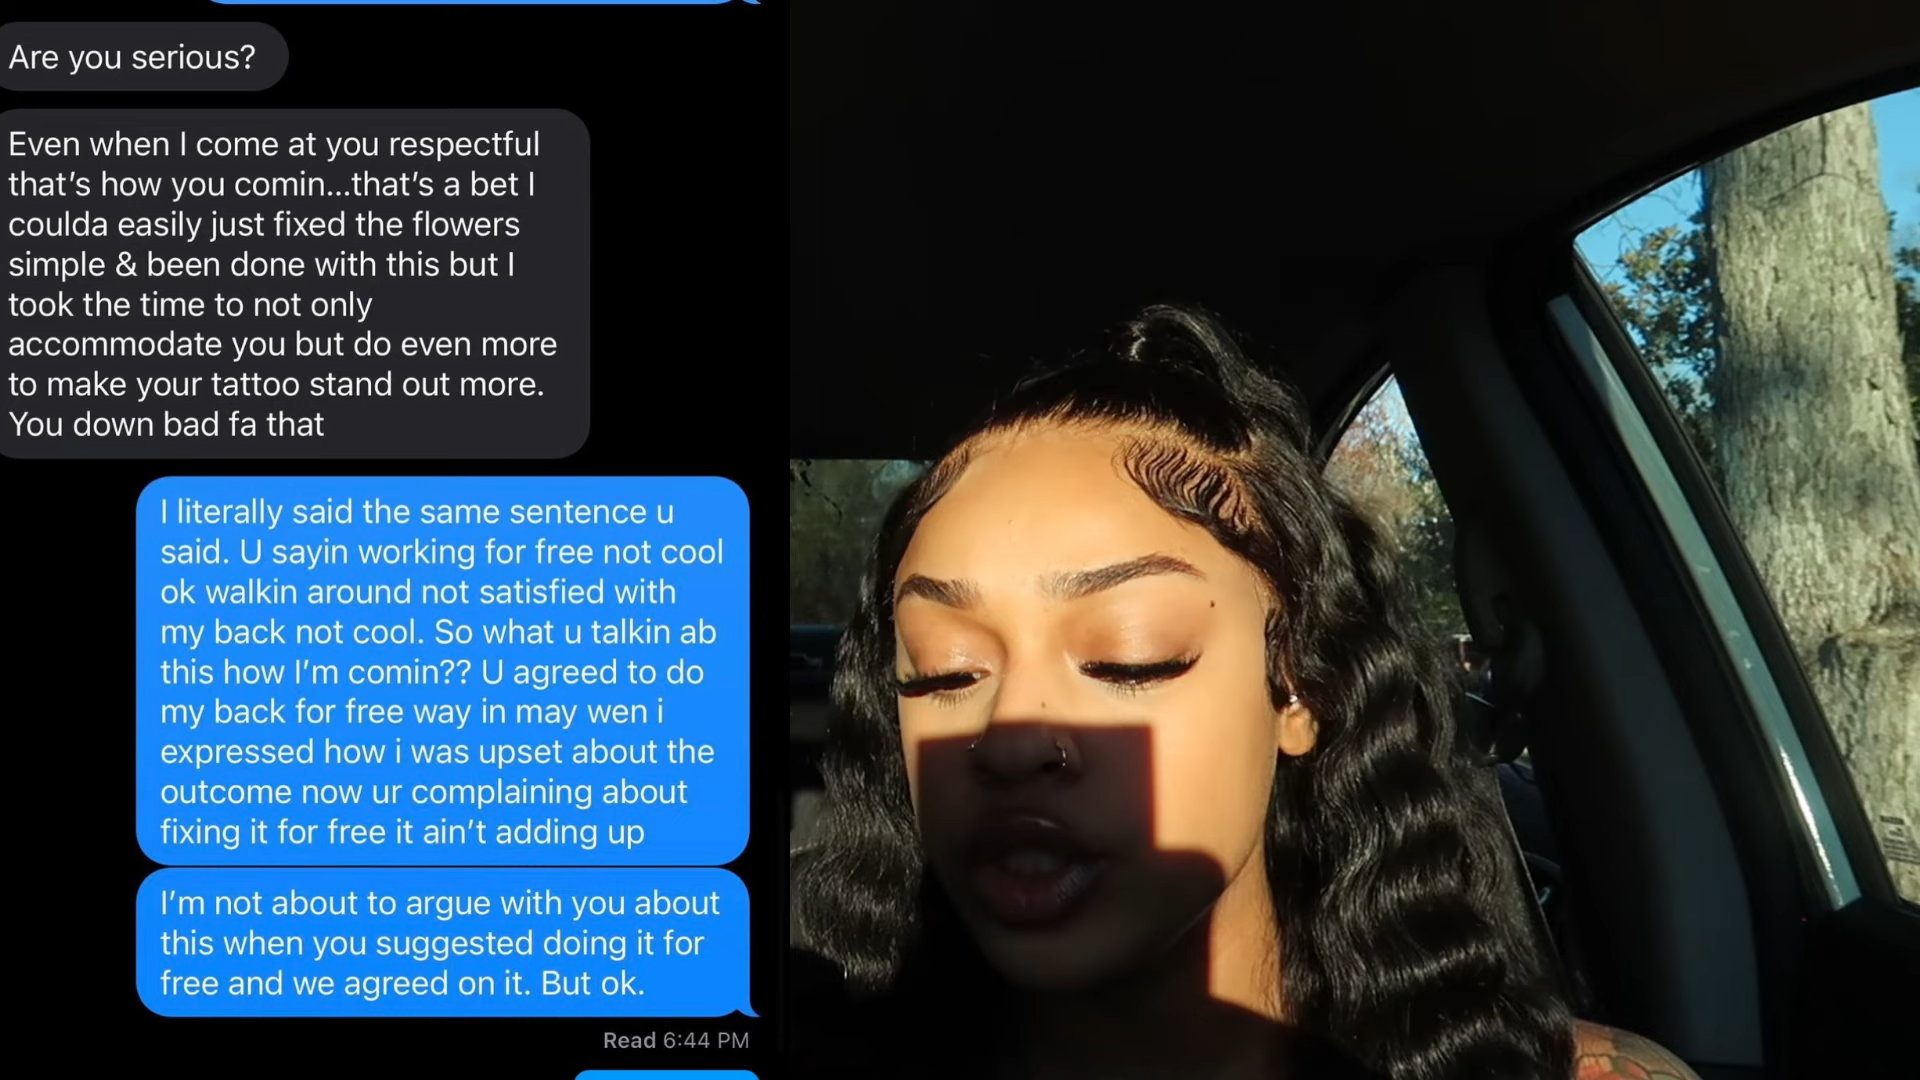 Are you serious?
Even when I come at you respectful
that's how you comin...that's a bet I
coulda easily just fixed the flowers
simple & been done with this but I
took the time to not only
accommodate you but do even more
to make your tattoo stand out more.
You down bad fa that
I literally said the same sentence u
said. U sayin working for free not cool
ok walkin around not satisfied with
my back not cool. So what u talkin ab
this how I'm comin?? U agreed to do
my back for free way in may wen i
expressed how i was upset about the
outcome now ur complaining about
fixing it for free it ain't adding up
I'm not about to argue with you about
this when you suggested doing it for
free and we agreed on it. But ok.
Read 6:44 PM